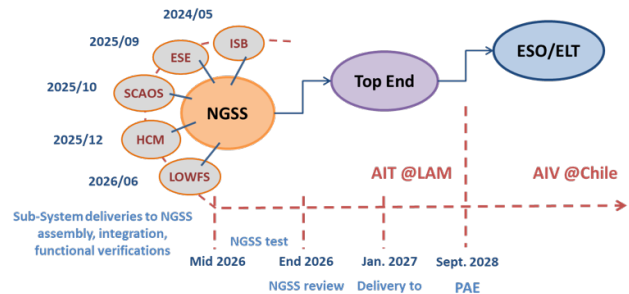 2024/05
2025/09
ISB
ESE
ESO/ELT
2025/10
SCAOS
Top End
NGSS
2025/12
HCM
2026/06
LOWFS
AIT @LAM
AIV @Chile
Sub-System deliveries to NGSS
assembly, integration,
functional verifications
NGSS test
Mid 2026
End 2026
Jan. 2027
Sept. 2028
NGSS review
Delivery to
PAE